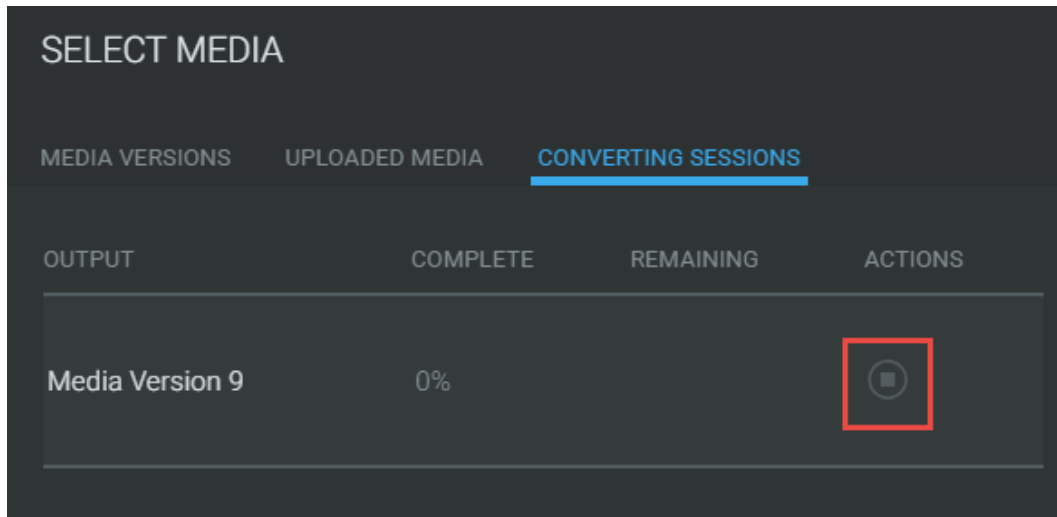 SELECT MEDIA
MEDIA VERSIONS UPLOADED MEDIA CONVERTING SESSIONS
OUTPUT COMPLETE REMAINING ACTIONS
Media Version 9 0%